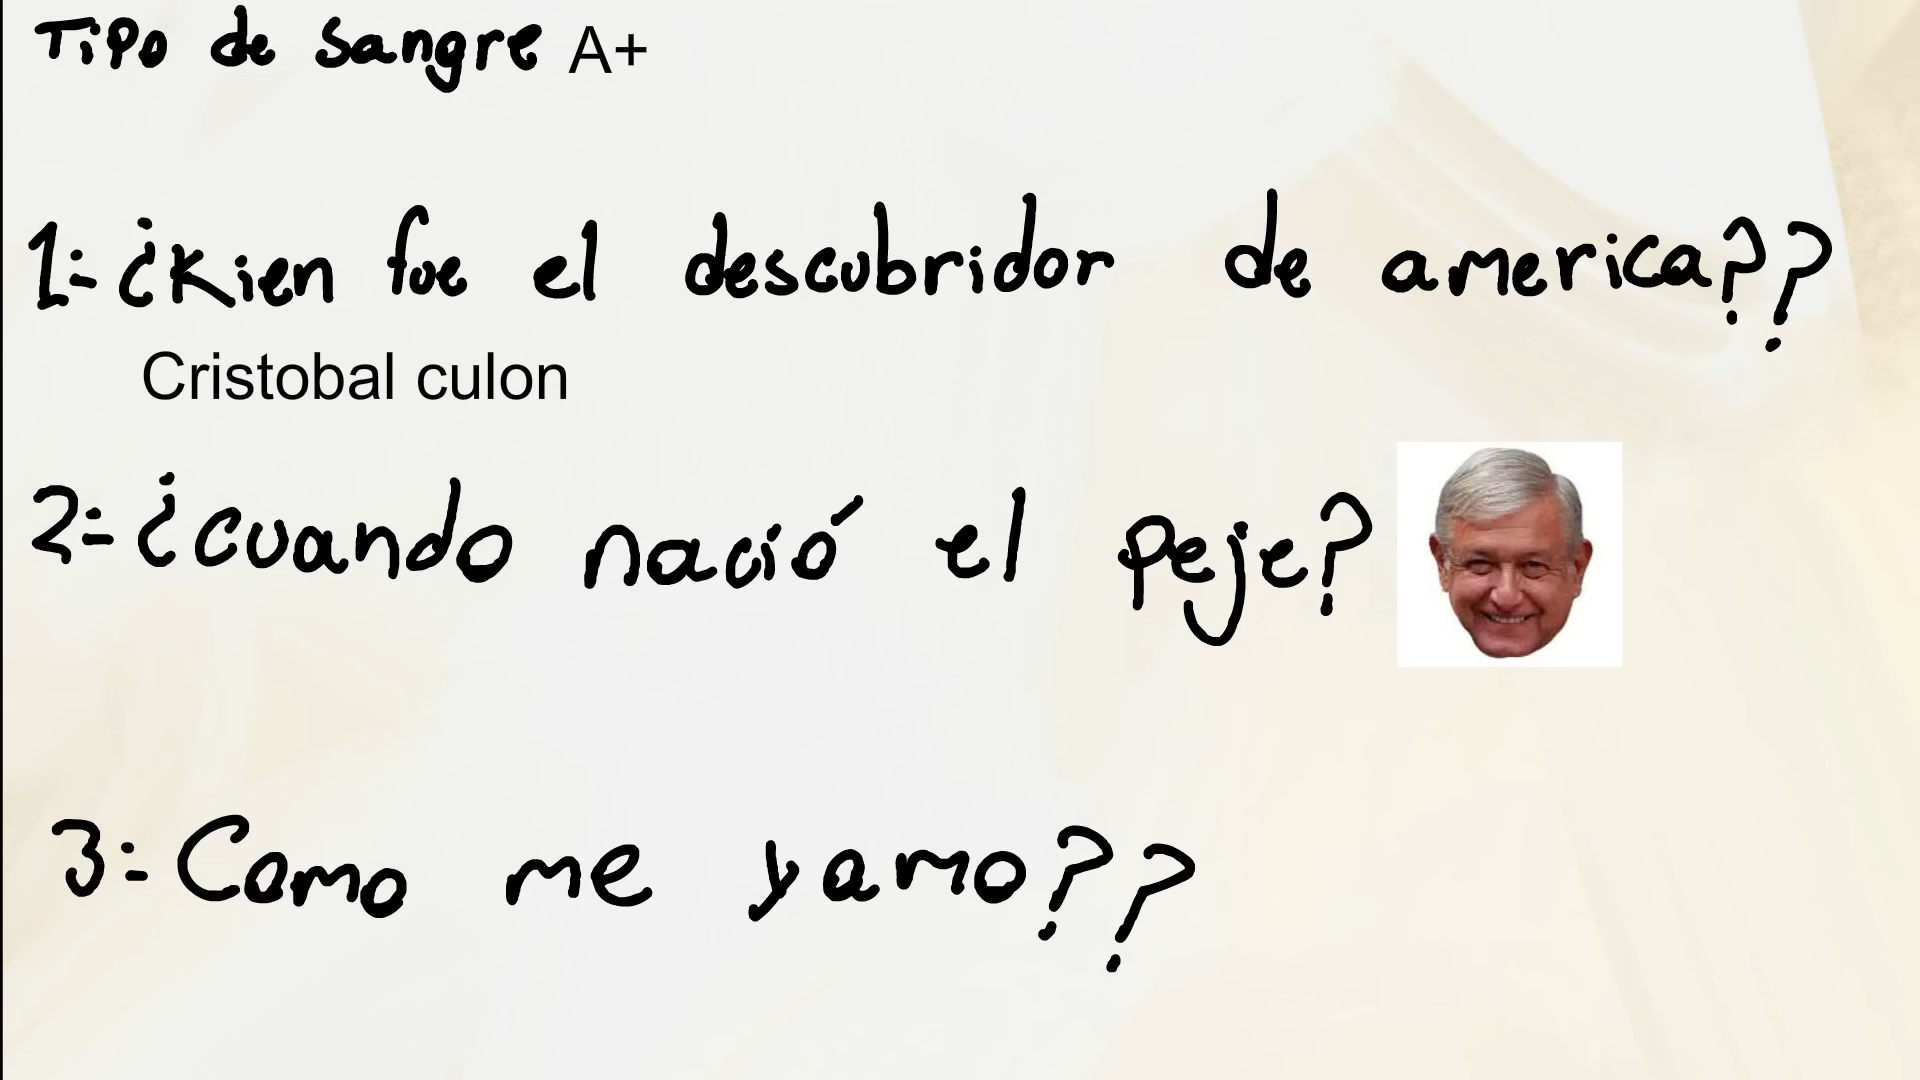 Tipo de sangre A+
1:- ¿Kien fue el descubridor de america??
Cristobal culon
2:- ¿cuando nació el peje?
3:- Como me yamo??